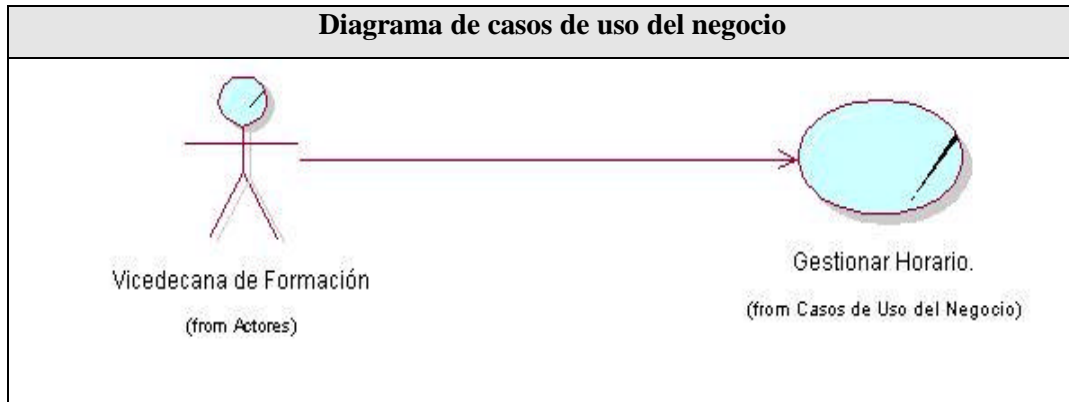 Diagrama de casos de uso del negocio
Vicedecana de Formación
(from Actores)
Gestionar Horario.
(from Casos de Uso del Negocio)